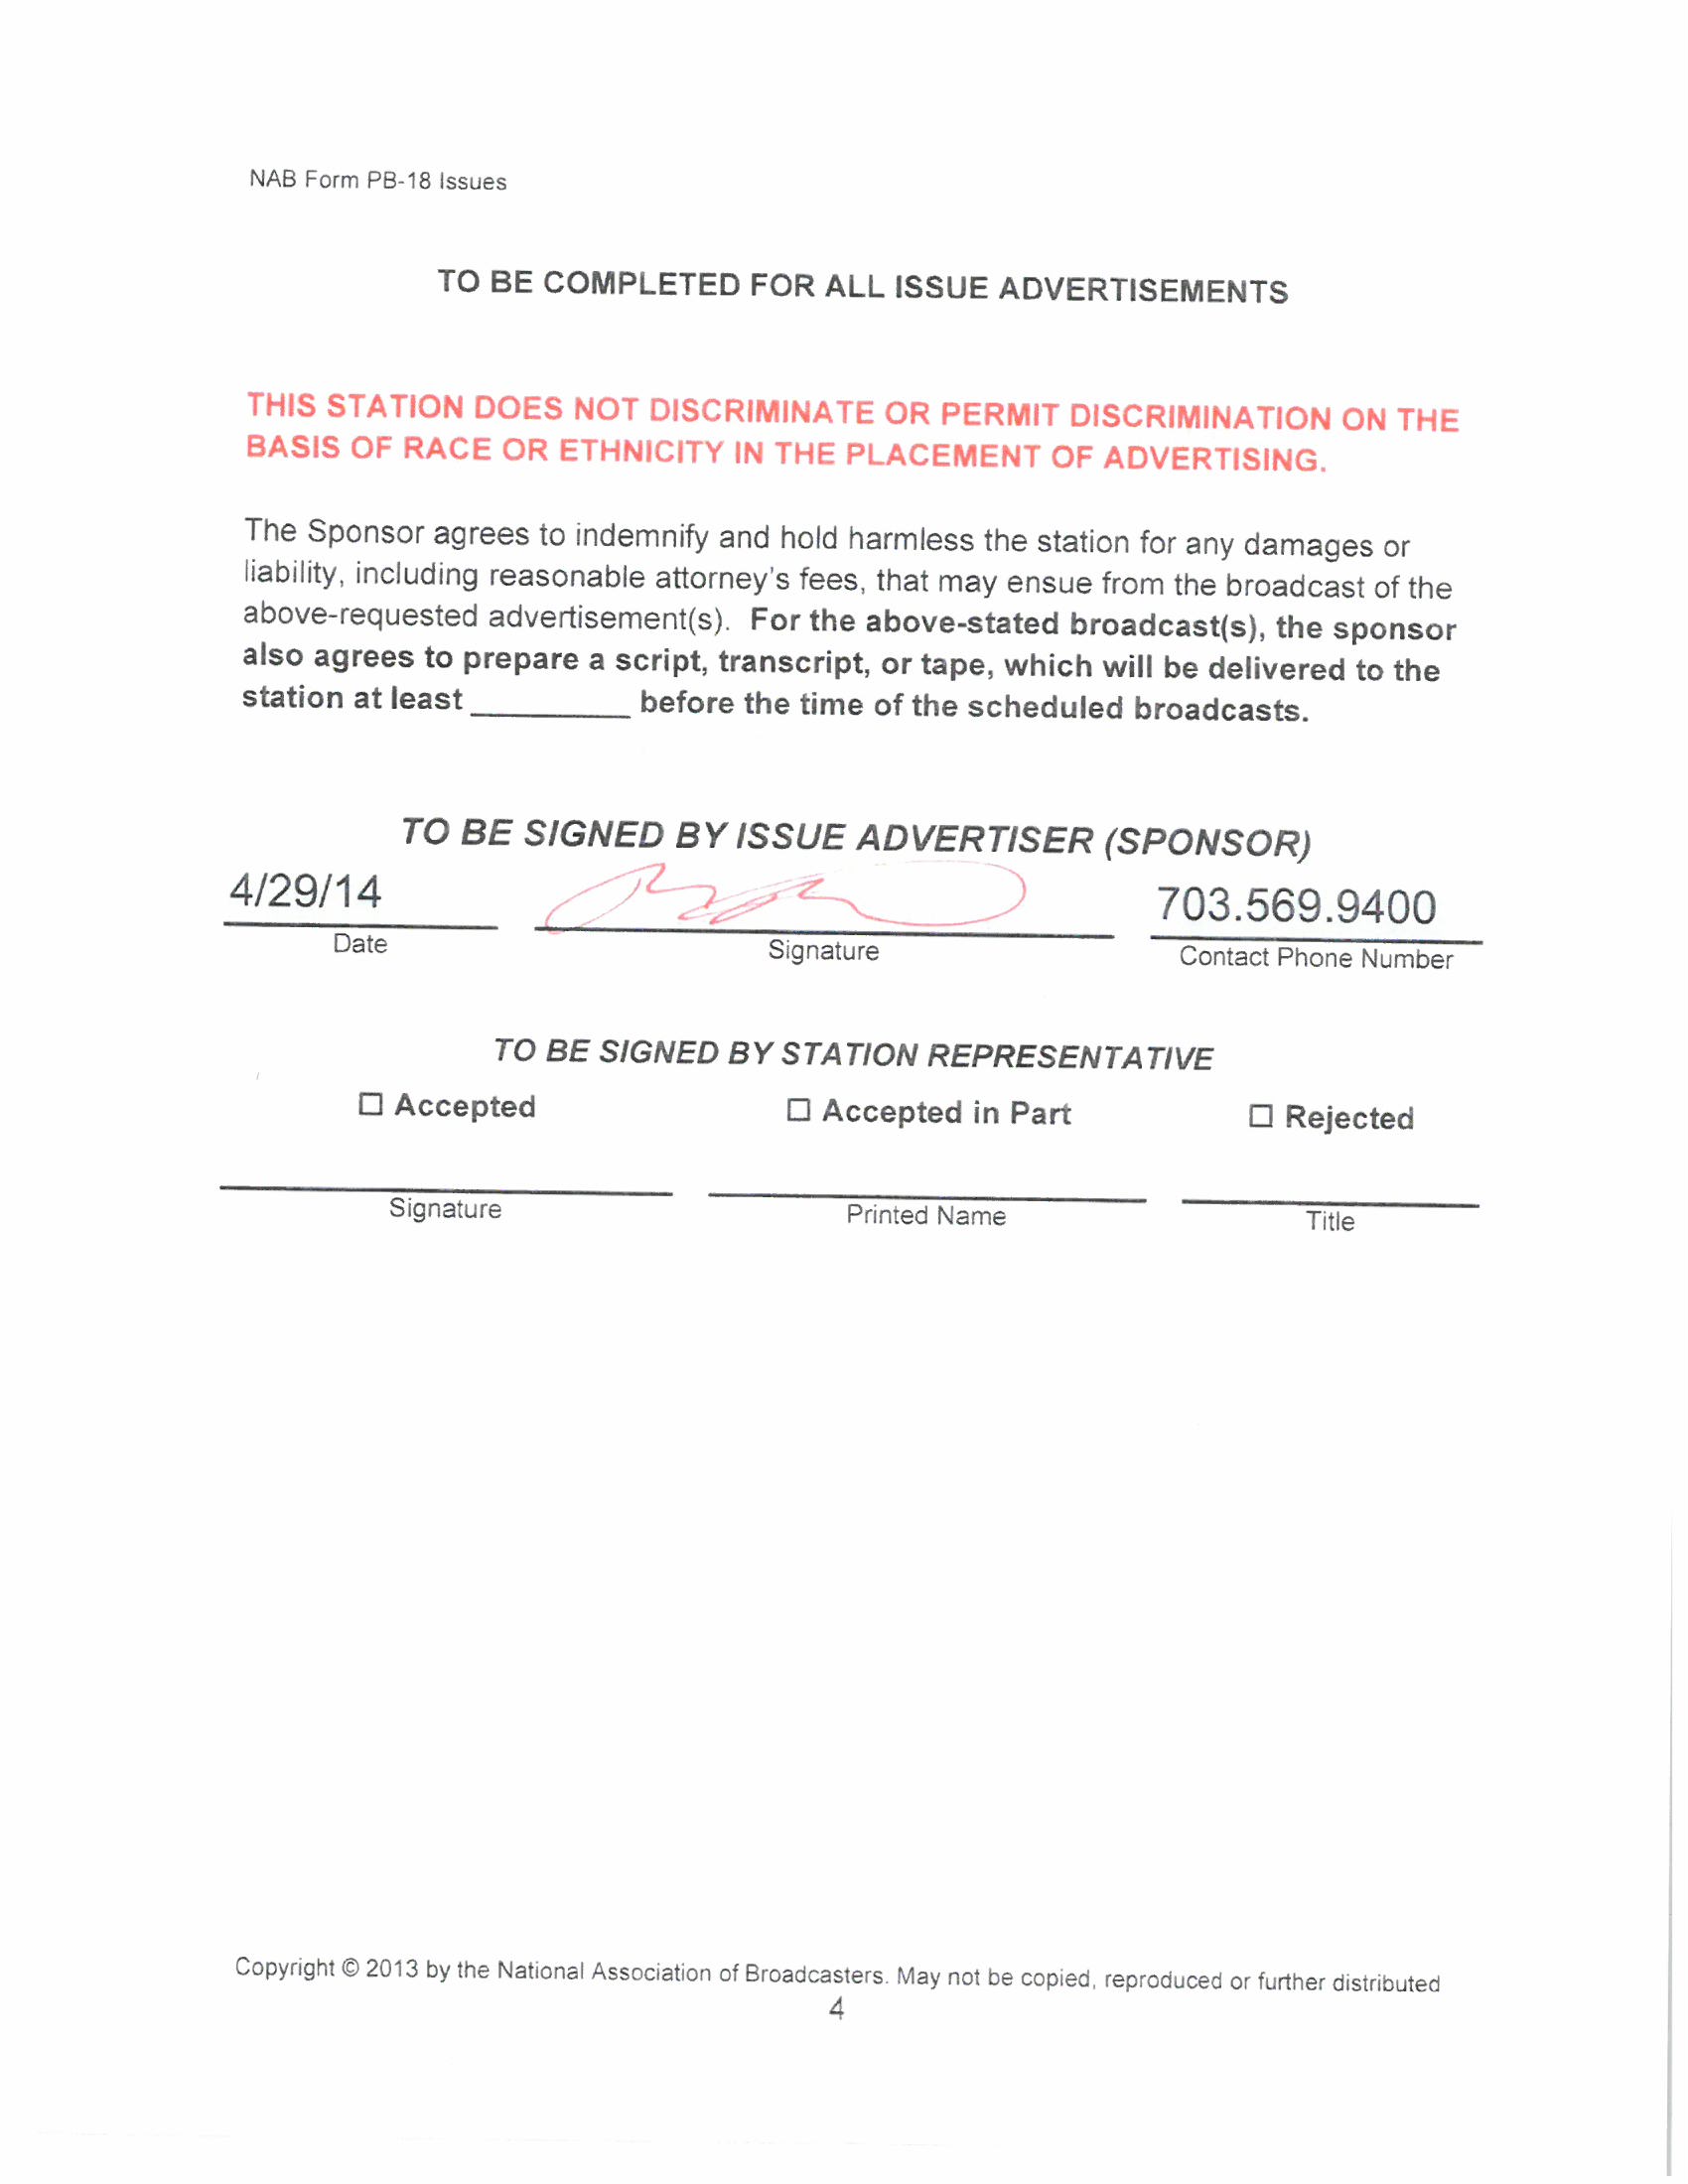 NAB Form PB-18 Issues
TO BE COMPLETED FOR ALL ISSUE ADVERTISEMENTS
THIS STATION DOES NOT DISCRIMINATE OR PERMIT DISCRIMINATION ON THE
BASIS OF RACE OR ETHNICITY IN THE PLACEMENT OF ADVERTISING.
The Sponsor agrees to indemnify and hold harmless the station for any damages or
liability, including reasonable attorney's fees, that may ensue from the broadcast of the
above-requested advertisement(s). For the above-stated broadcast(s), the sponsor
also agrees to prepare a script, transcript, or tape, which will be delivered to the
station at least __________ before the time of the scheduled broadcasts.
TO BE SIGNED BY ISSUE ADVERTISER (SPONSOR)
4/29/14 703.569.9400
Date Signature Contact Phone Number
TO BE SIGNED BY STATION REPRESENTATIVE
☐ Accepted ☐ Accepted in Part ☐ Rejected
Signature Printed Name Title
Copyright © 2013 by the National Association of Broadcasters. May not be copied, reproduced or further distributed
4